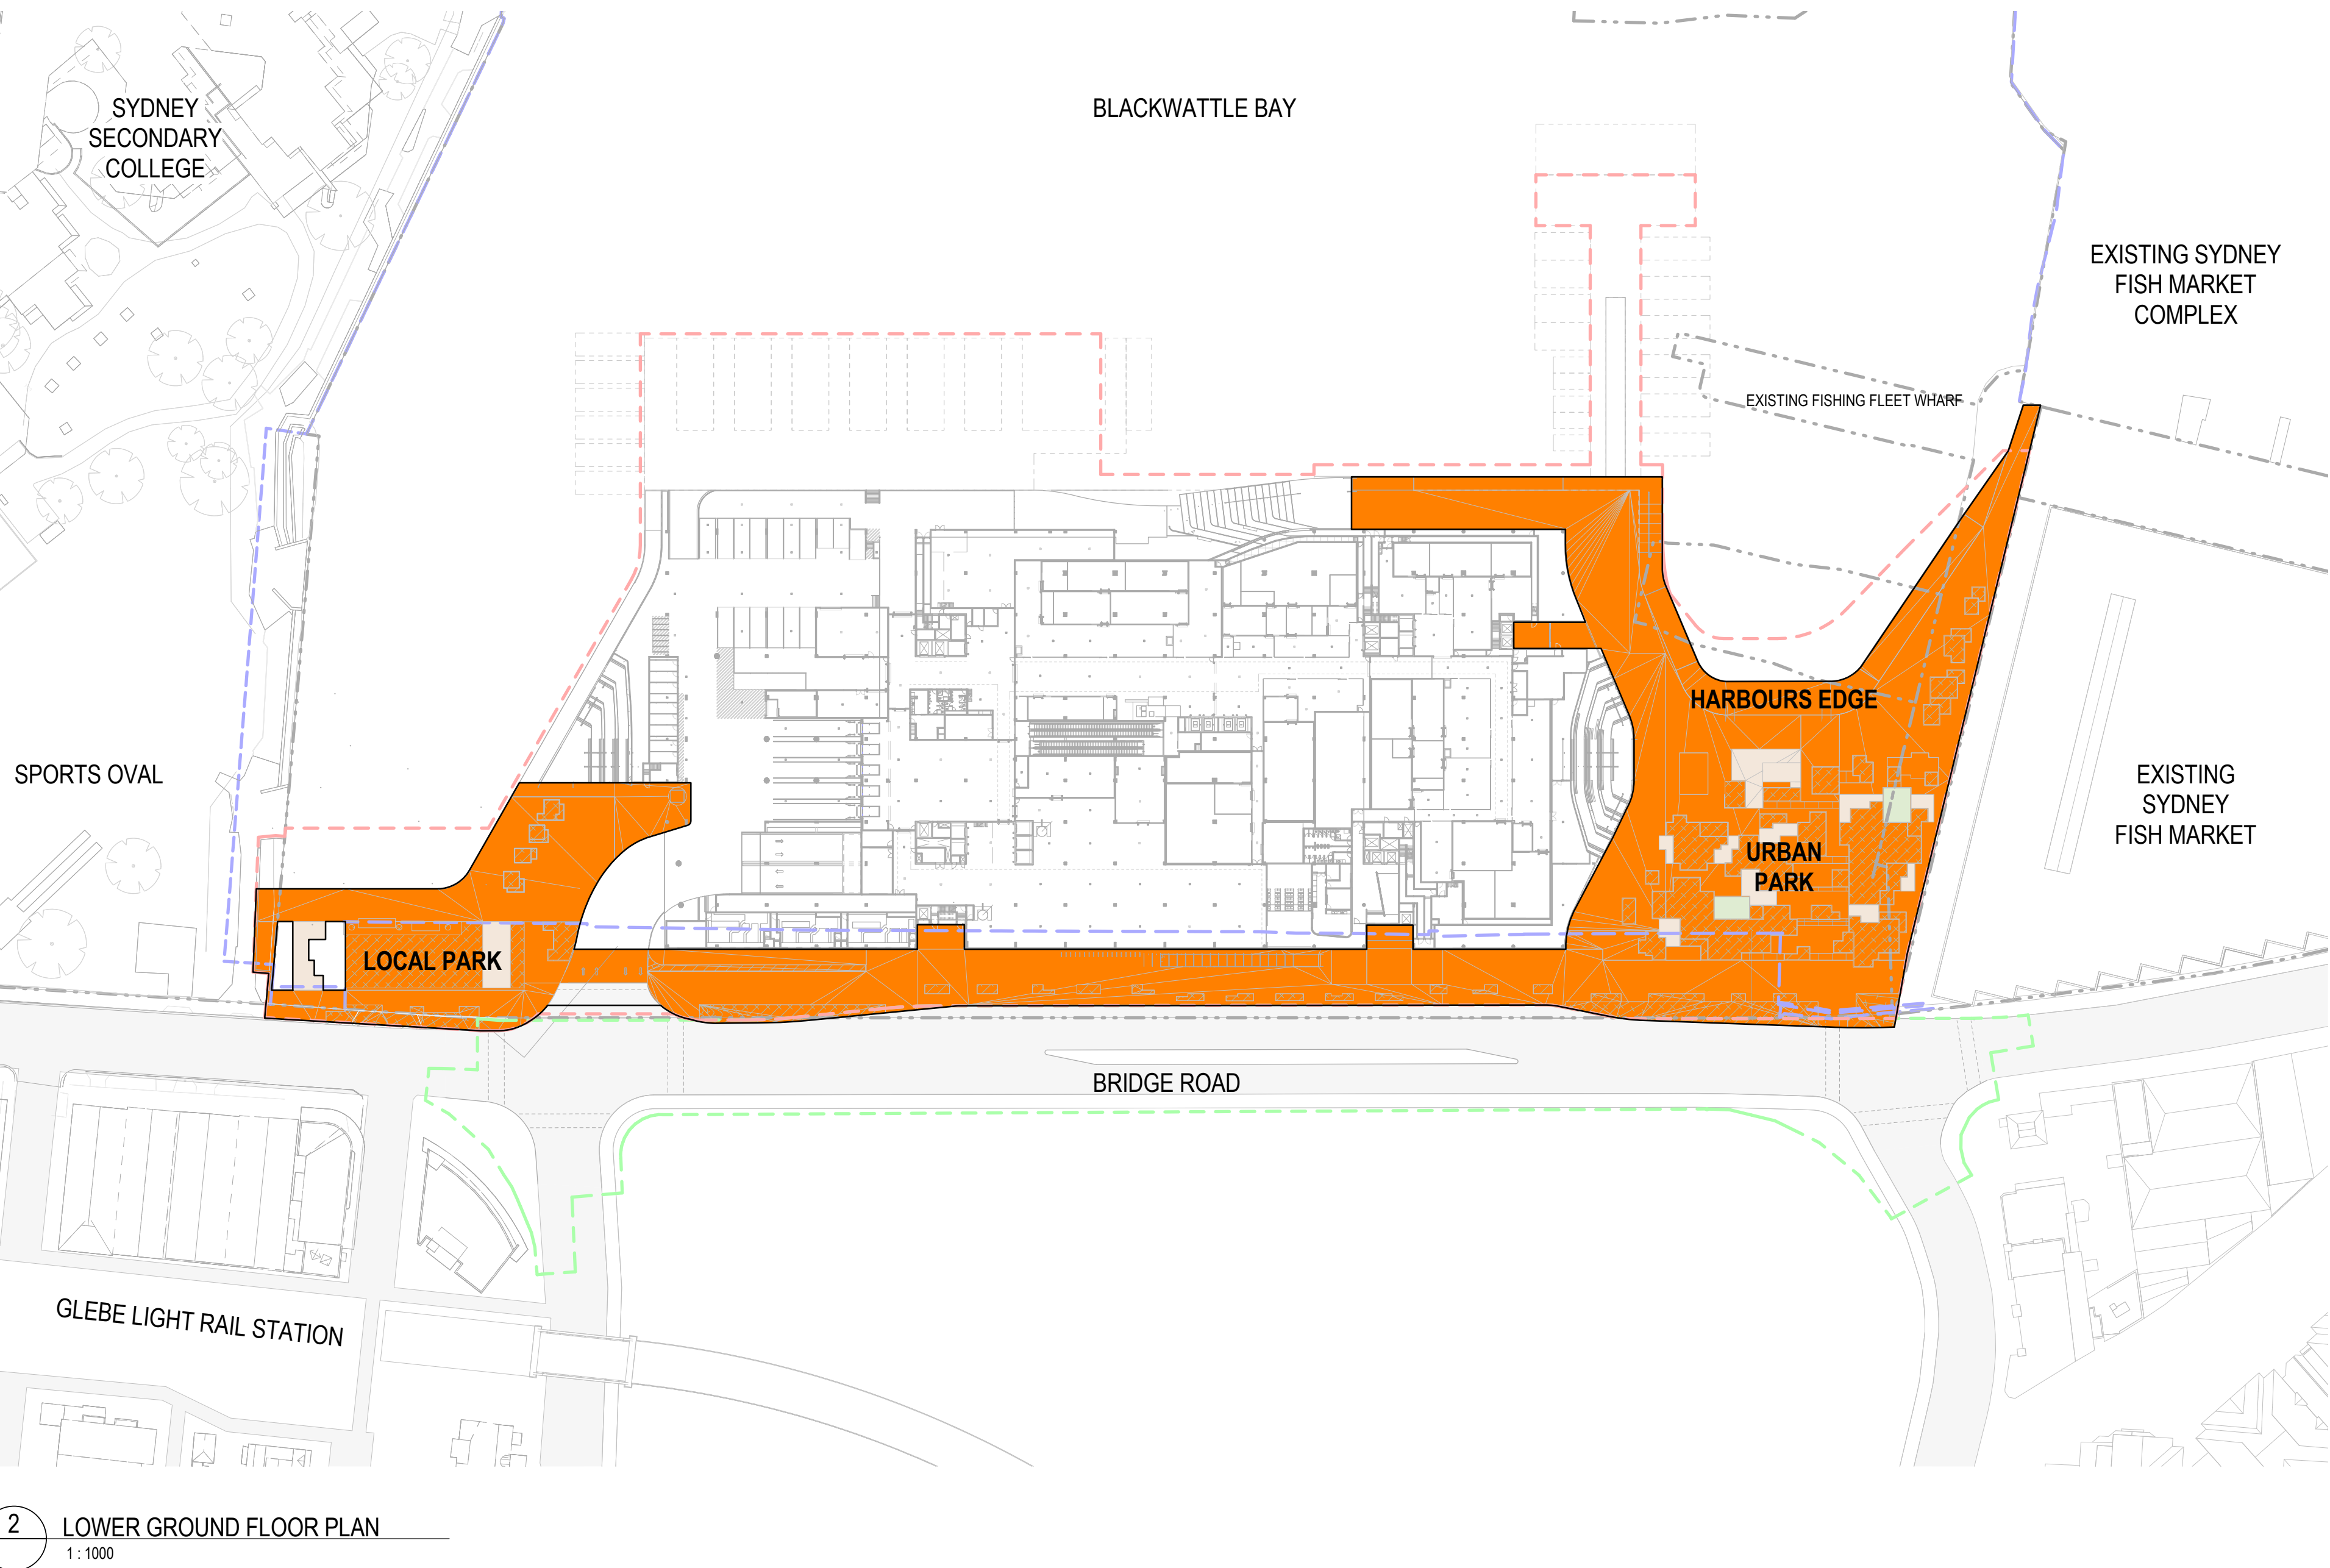 SYDNEY
SECONDARY
COLLEGE
BLACKWATTLE BAY
EXISTING SYDNEY
FISH MARKET
COMPLEX
EXISTING FISHING FLEET WHARF
HARBOURS EDGE
SPORTS OVAL
EXISTING
SYDNEY
FISH MARKET
URBAN
PARK
LOCAL PARK
BRIDGE ROAD
GLEBE LIGHT RAIL STATION
2
LOWER GROUND FLOOR PLAN
1 : 1000